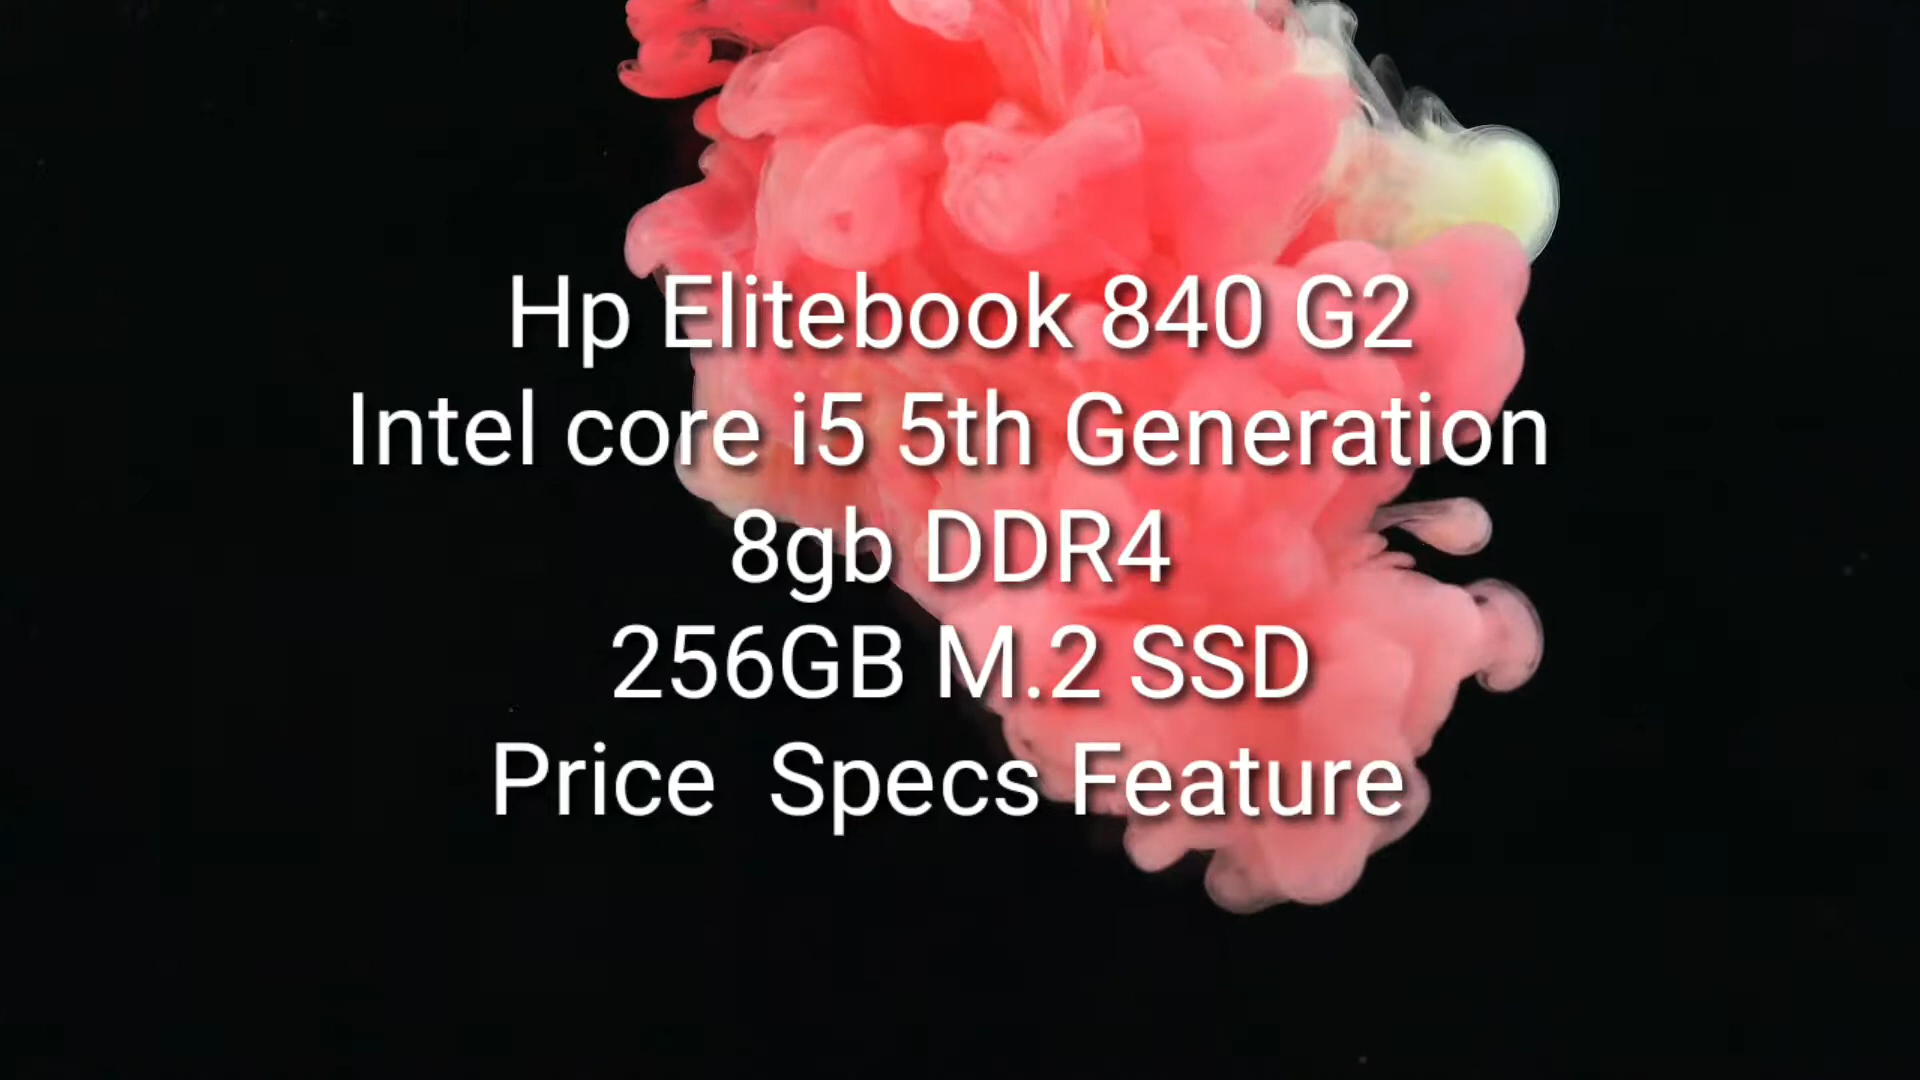 Hp Elitebook 840 G2
Intel core i5 5th Generation
8gb DDR4
256GB M.2 SSD
Price  Specs Feature